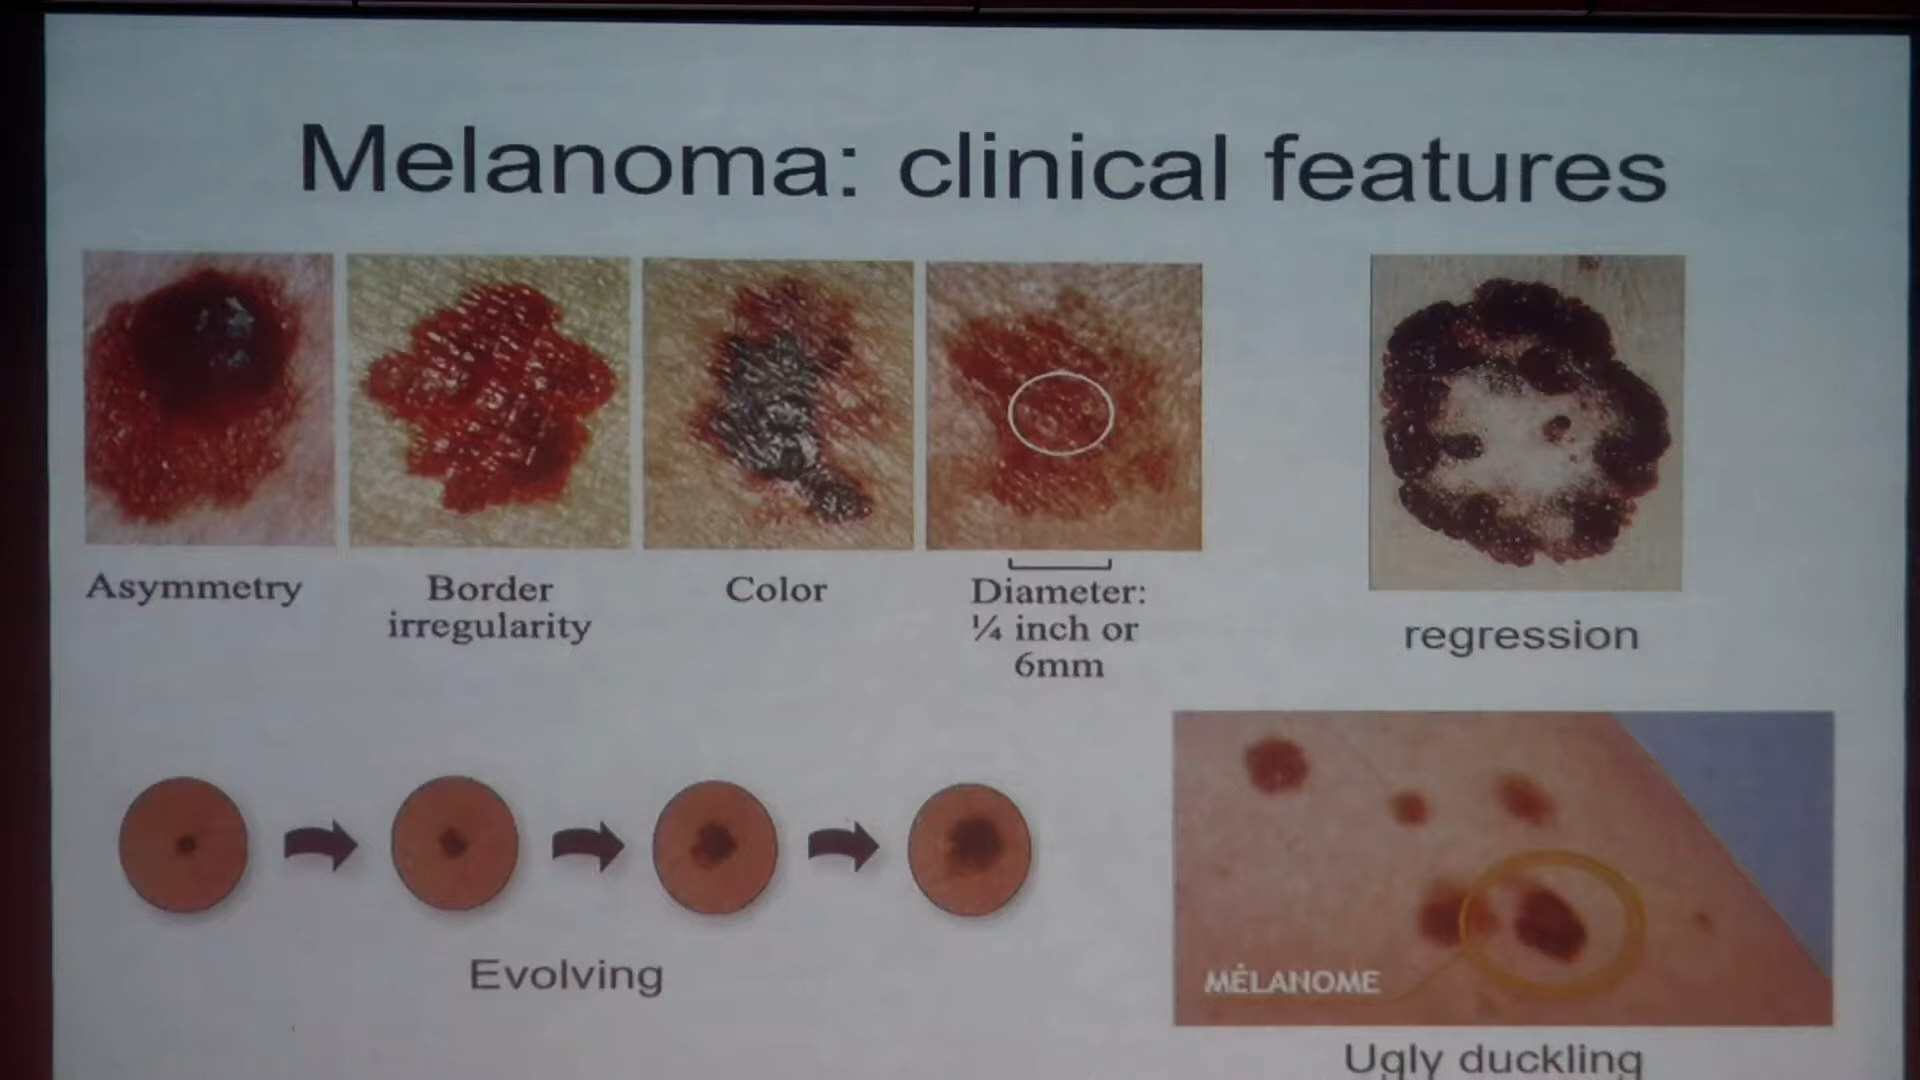 Melanoma: clinical features
Asymmetry
Border
irregularity
Color
Diameter:
¼ inch or
6mm
regression
Evolving
MÉLANOME
Ugly duckling